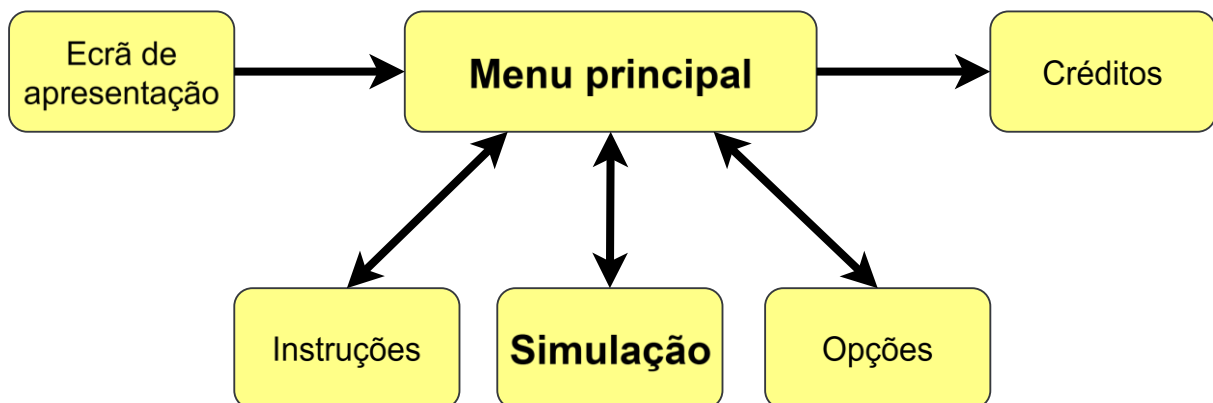 Ecrã de
apresentação
Menu principal
Créditos
Instruções
Simulação
Opções